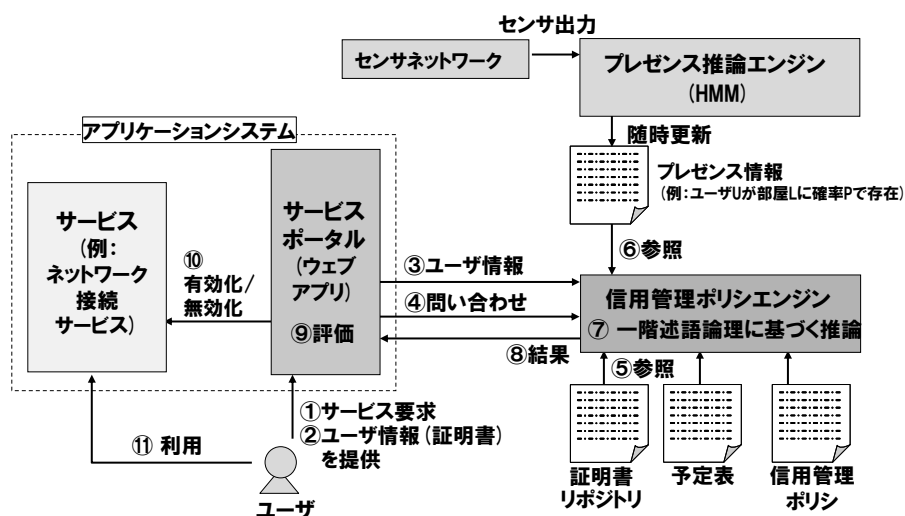 センサ出力
センサネットワーク
プレゼンス推論エンジン
(HMM)
随時更新
プレゼンス情報
(例:ユーザUが部屋Lに確率Pで存在)
アプリケーションシステム
サービス
(例:
ネットワーク
接続
サービス)
⑩
有効化/
無効化
サービス
ポータル
(ウェブ
アプリ)
⑨評価
③ユーザ情報
④問い合わせ
⑧結果
⑥参照
信用管理ポリシエンジン
⑦ 一階述語論理に基づく推論
⑤参照
①サービス要求
②ユーザ情報(証明書)
を提供
⑪ 利用
ユーザ
証明書
リポジトリ
予定表
信用管理
ポリシ